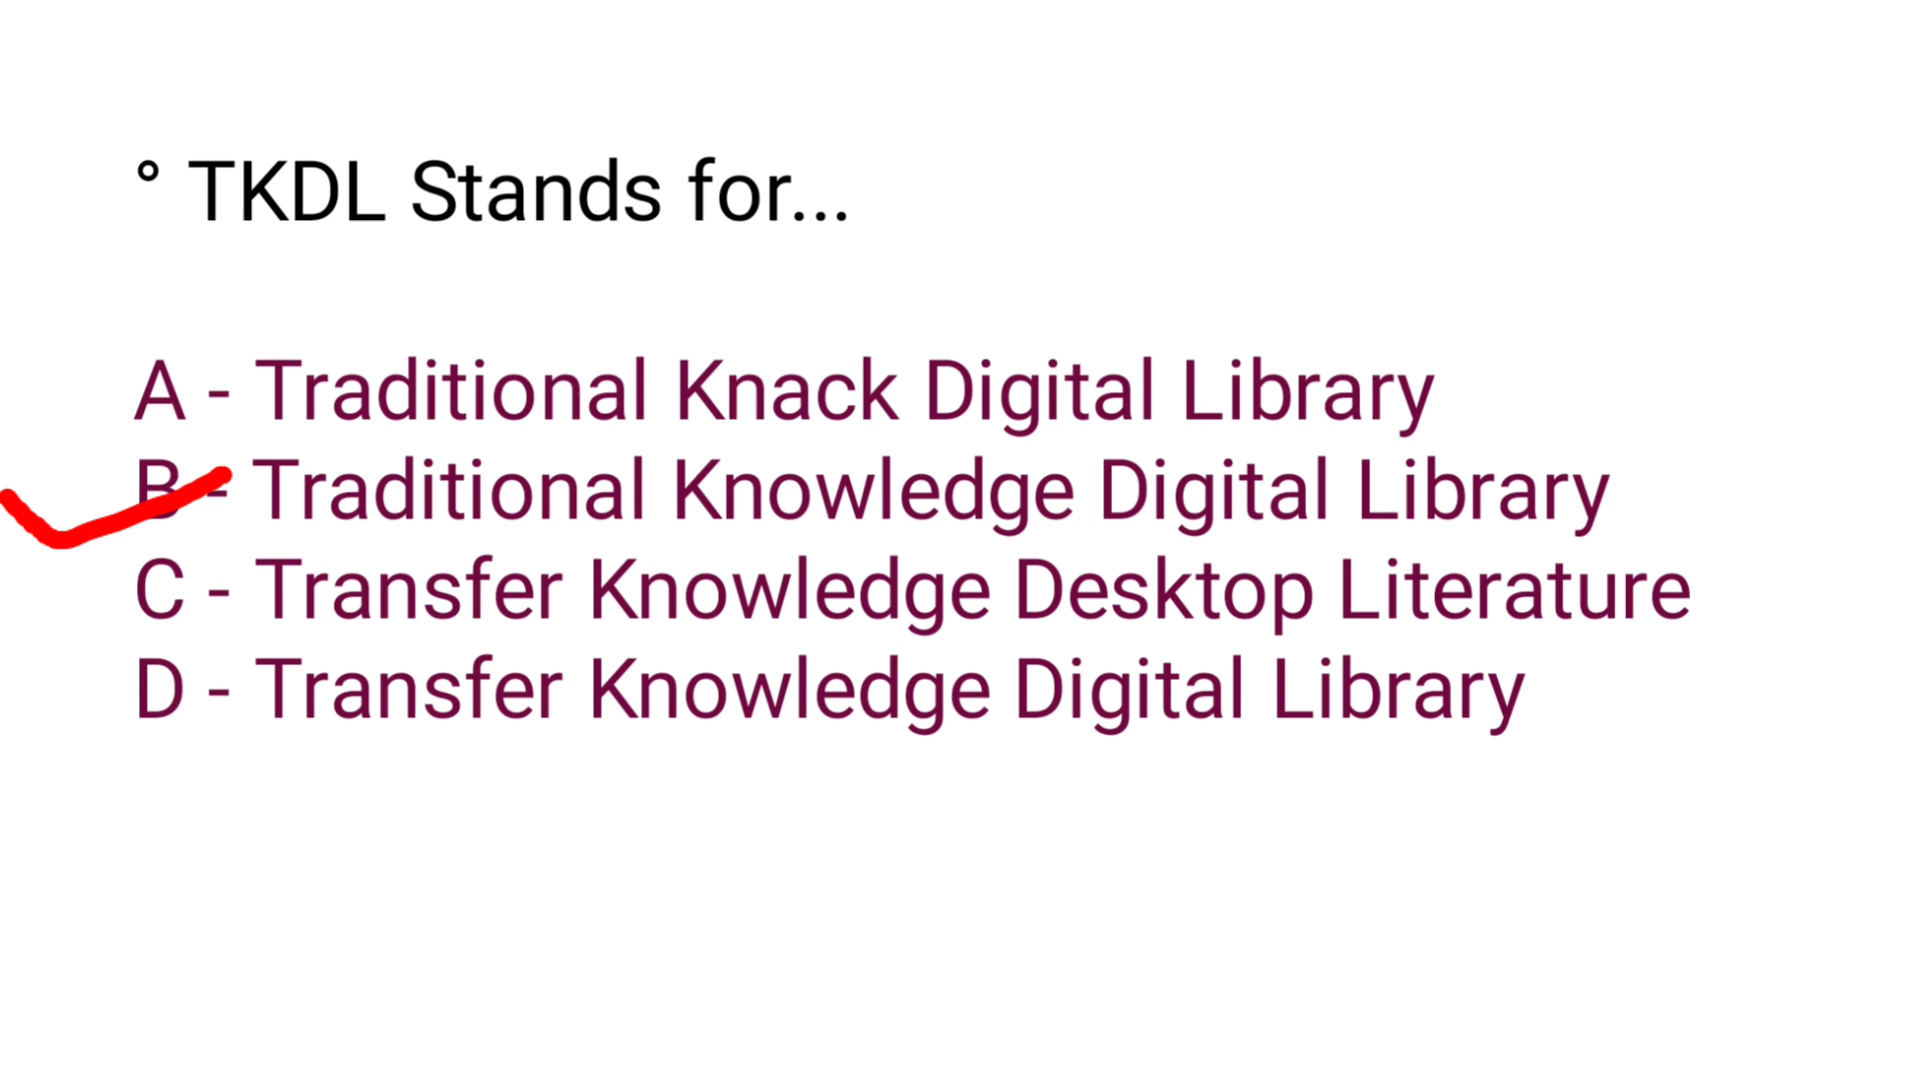 ° TKDL Stands for...
A - Traditional Knack Digital Library
B - Traditional Knowledge Digital Library
C - Transfer Knowledge Desktop Literature
D - Transfer Knowledge Digital Library